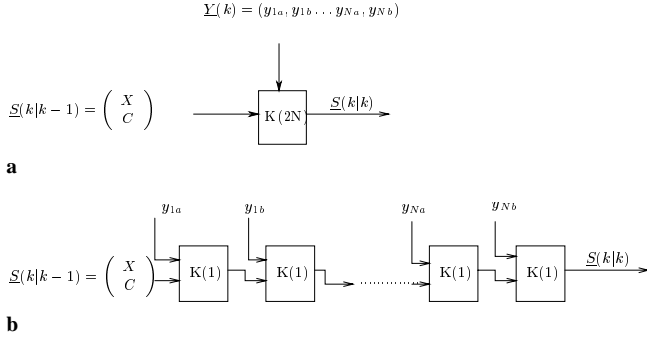 Y(k) = (y1a, y1b ... yNa, yNb)
S(k|k − 1) = ( X C )
K(2N)
S(k|k)
a
y1a y1b yNa yNb
S(k|k − 1) = ( X C )
K(1) K(1) K(1) K(1)
S(k|k)
b